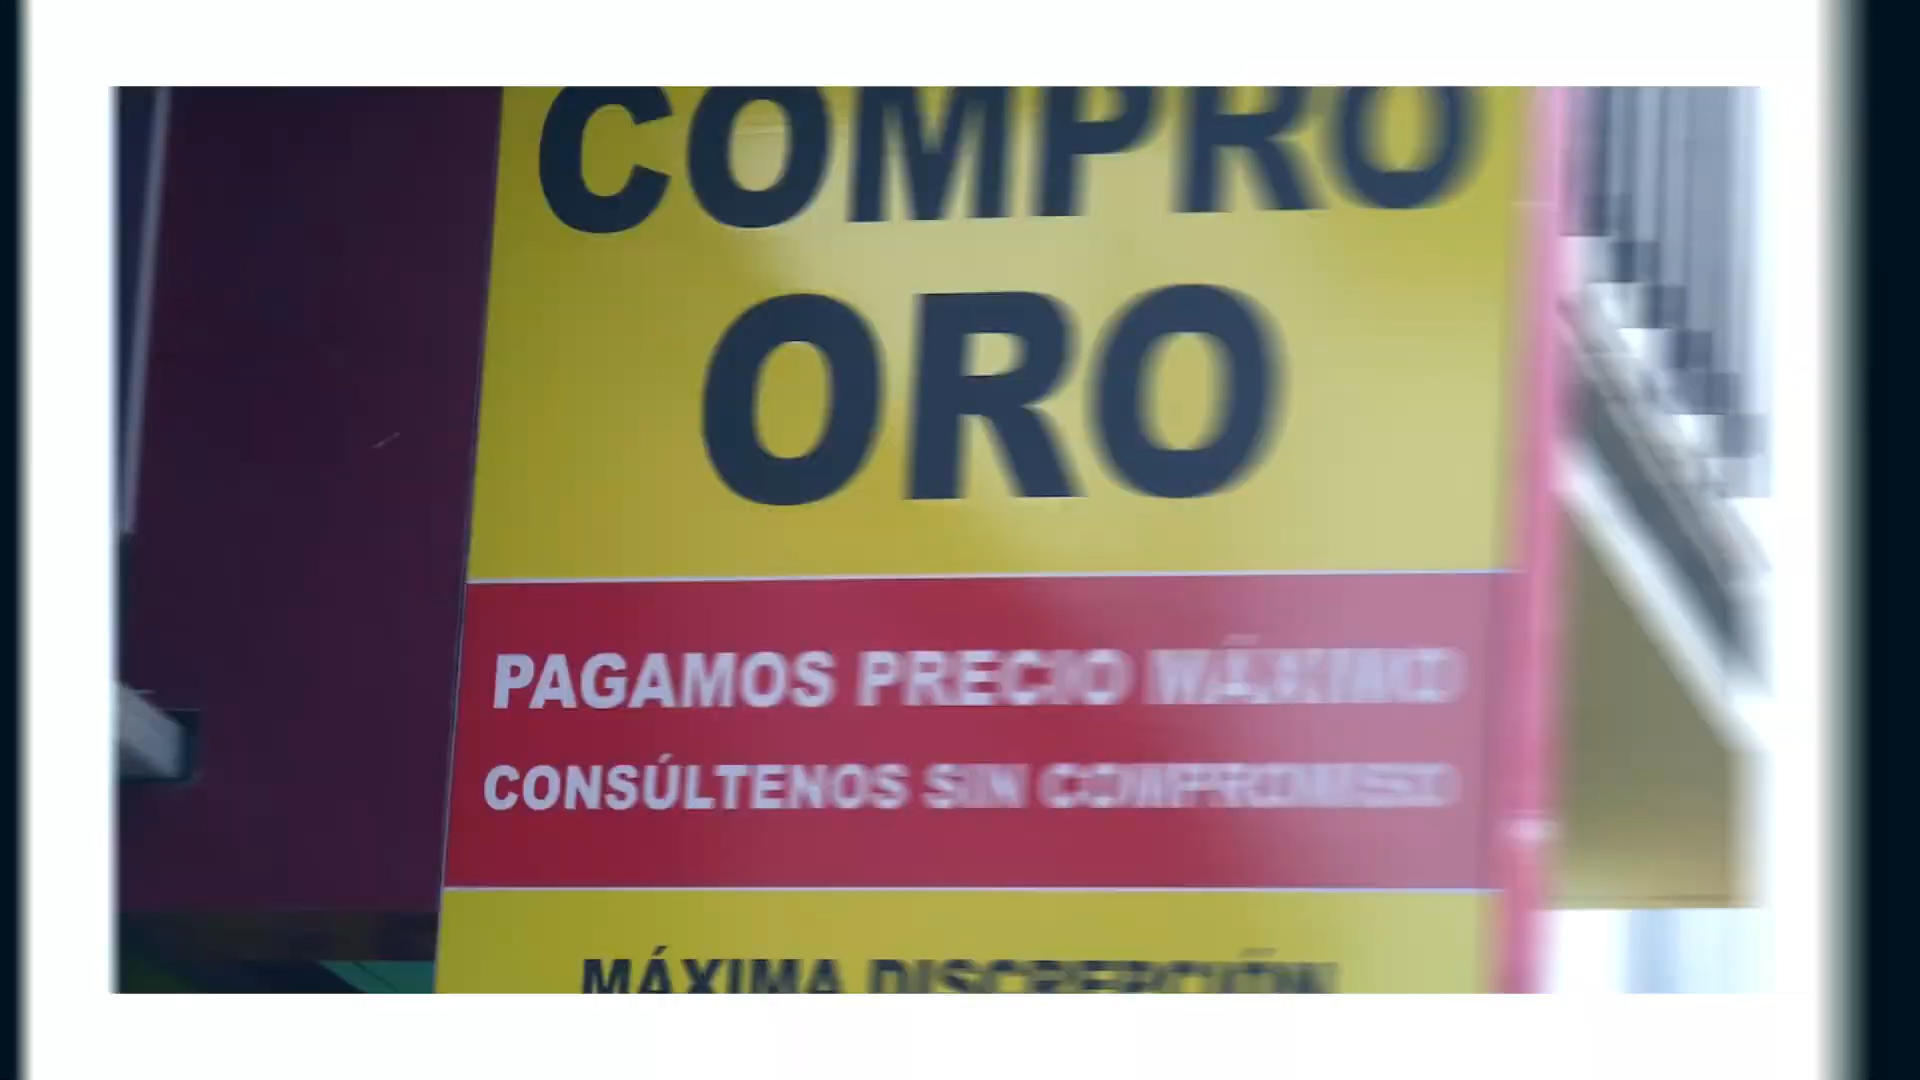 COMPRO
ORO
PAGAMOS PRECIO MÁXIMO
CONSÚLTENOS SIN COMPROMISO
MÁXIMA DISCRECIÓN